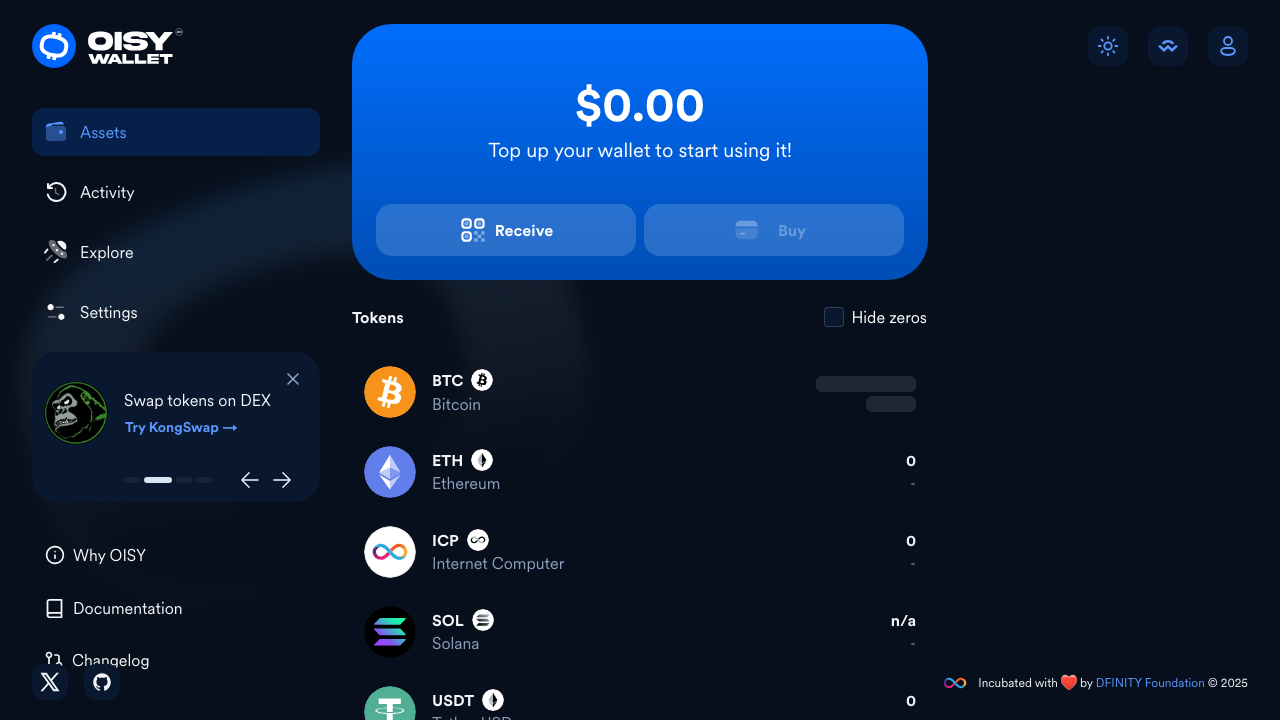 OISY
WALLET
Assets
Activity
Explore
Settings
Swap tokens on DEX
Try KongSwap →
Why OISY
Documentation
Changelog
$0.00
Top up your wallet to start using it!
Receive
Buy
Tokens
Hide zeros
BTC
Bitcoin
ETH
0
Ethereum
-
ICP
0
Internet Computer
-
SOL
n/a
Solana
-
USDT
0
Tether USD
Incubated with ❤️ by DFINITY Foundation © 2025